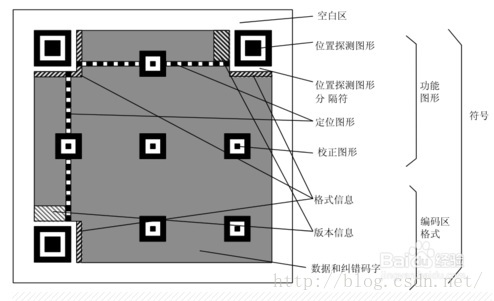 空白区
位置探测图形
位置探测图形
分 隔符
定位图形
校正图形
格式信息
版本信息
数据和纠错码字
功能
图形
编码区
格式
符号
Baidu 经验
http://blog.csdn.net/